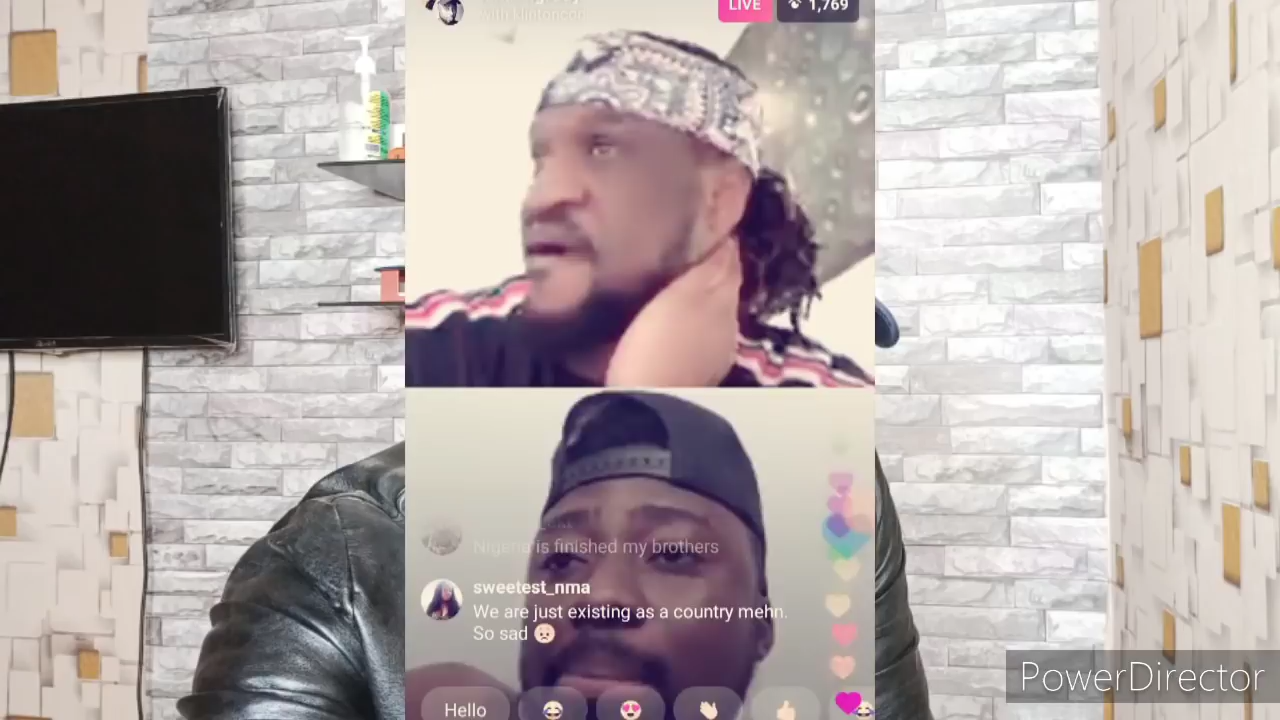 LIVE
1,769
Nigeria is finished my brothers
sweetest_nma
We are just existing as a country mehn.
So sad
Hello
PowerDirector